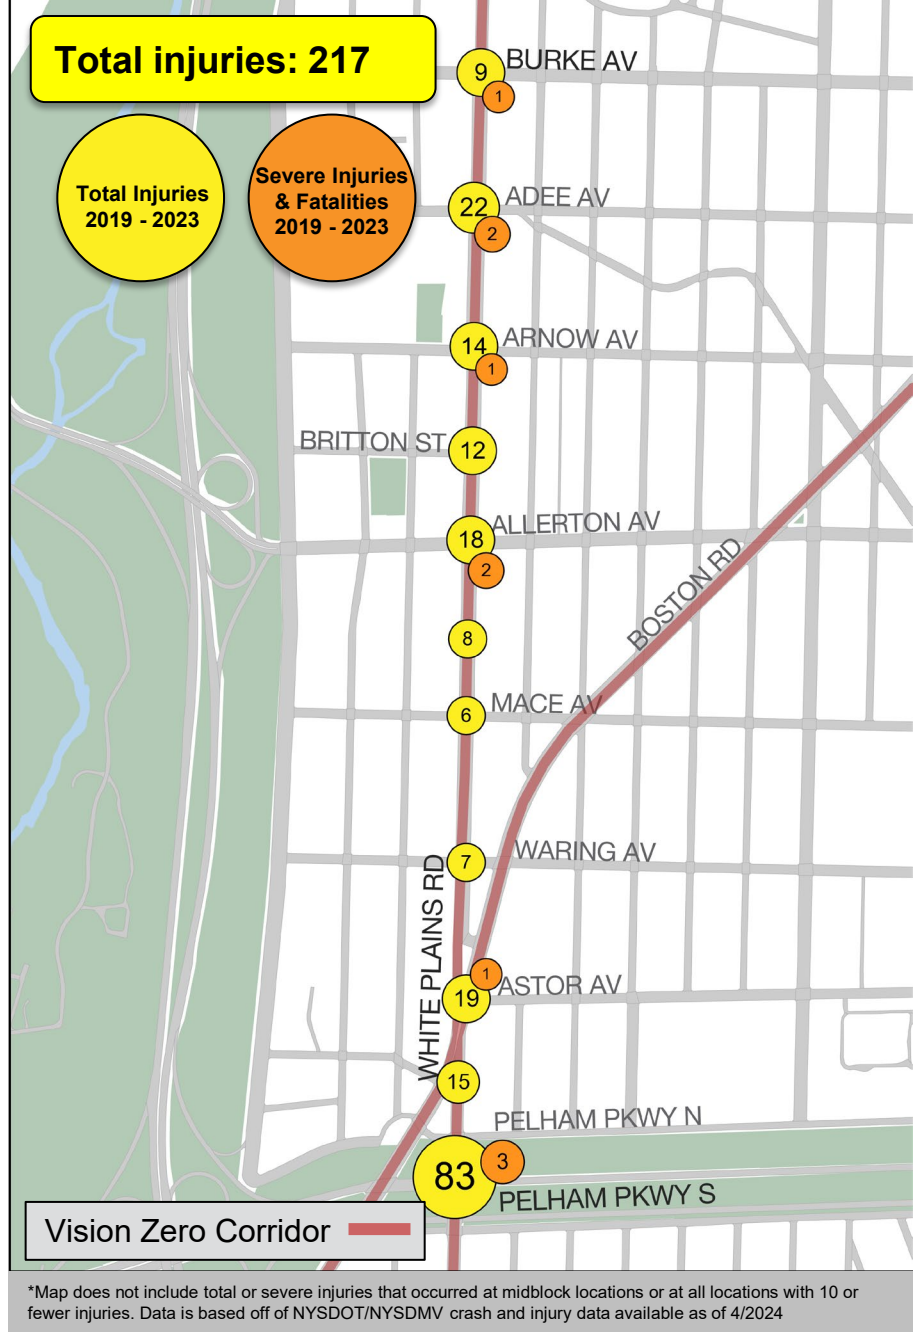 Total injuries: 217
Total Injuries
2019 - 2023
Severe Injuries
& Fatalities
2019 - 2023
9
BURKE AV
1
22
ADEE AV
2
14
ARNOW AV
1
BRITTON ST
12
18
ALLERTON AV
2
BOSTON RD
8
6
MACE AV
7
WARING AV
WHITE PLAINS RD
1
19
ASTOR AV
15
PELHAM PKWY N
83
3
PELHAM PKWY S
Vision Zero Corridor
*Map does not include total or severe injuries that occurred at midblock locations or at all locations with 10 or
fewer injuries. Data is based off of NYSDOT/NYSDMV crash and injury data available as of 4/2024